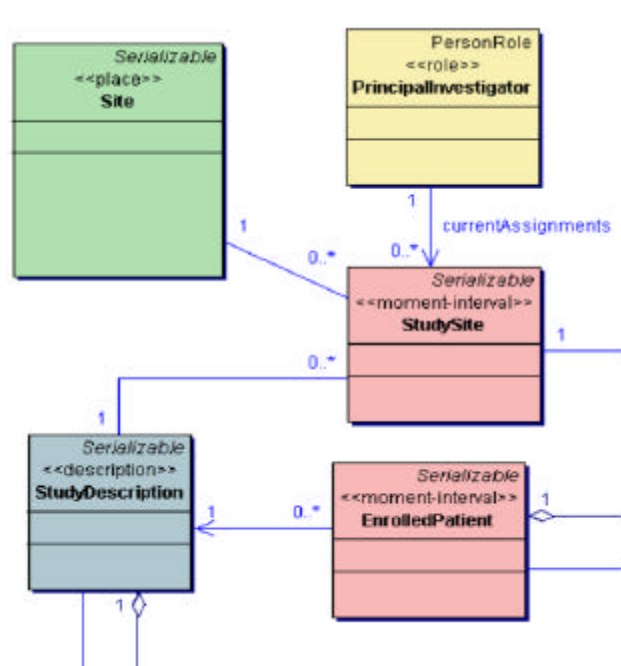 Serializable
<<place>>
Site
PersonRole
<<role>>
PrincipalInvestigator
1
currentAssignments
1
0..*
0..*
Serializable
<<moment-interval>>
StudySite
1
0..*
1
Serializable
<<description>>
StudyDescription
1
0..*
Serializable
<<moment-interval>>
EnrolledPatient
1
1